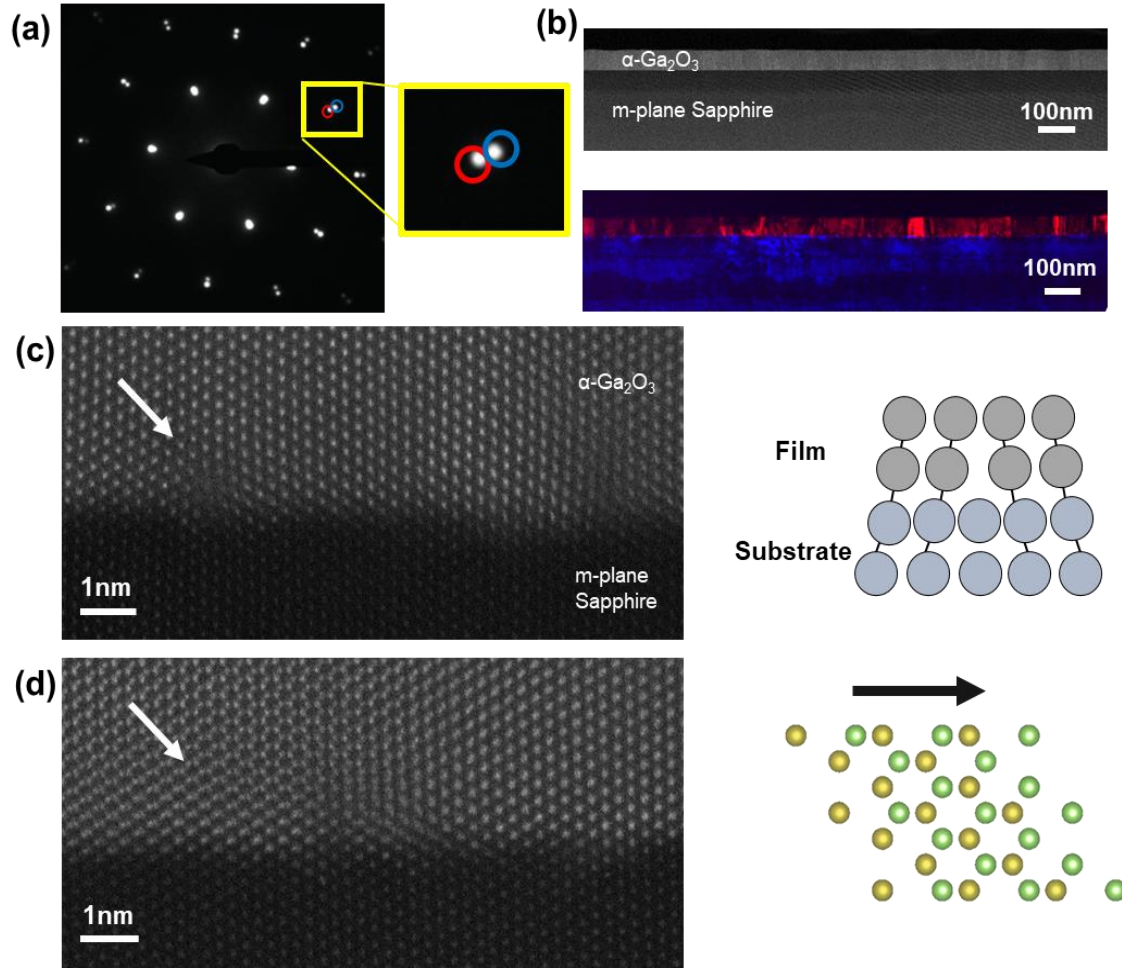 (a)
(b)
α-Ga₂O₃
m-plane Sapphire
100nm
100nm
(c)
α-Ga₂O₃
m-plane
Sapphire
1nm
Film
Substrate
(d)
1nm